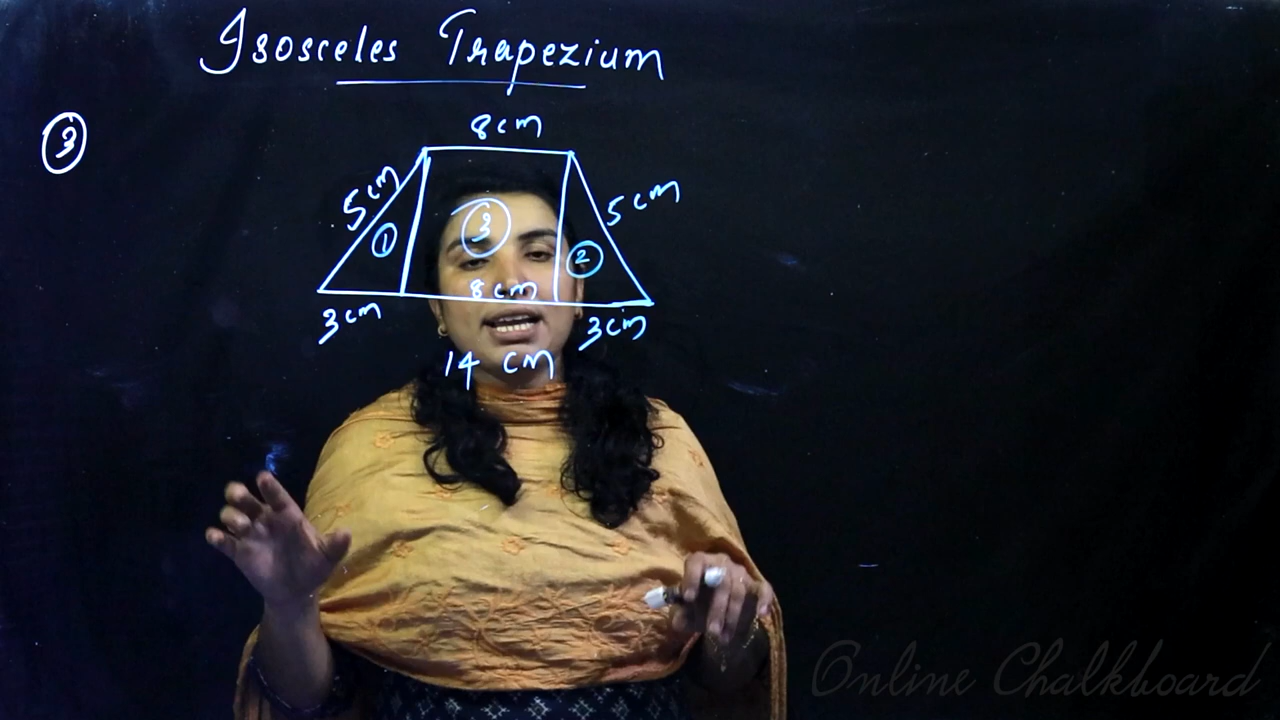 Isosceles Trapezium
3
8cm
5cm
5cm
3
1
2
8cm
3cm
3cm
14 cm
Online Chalkboard